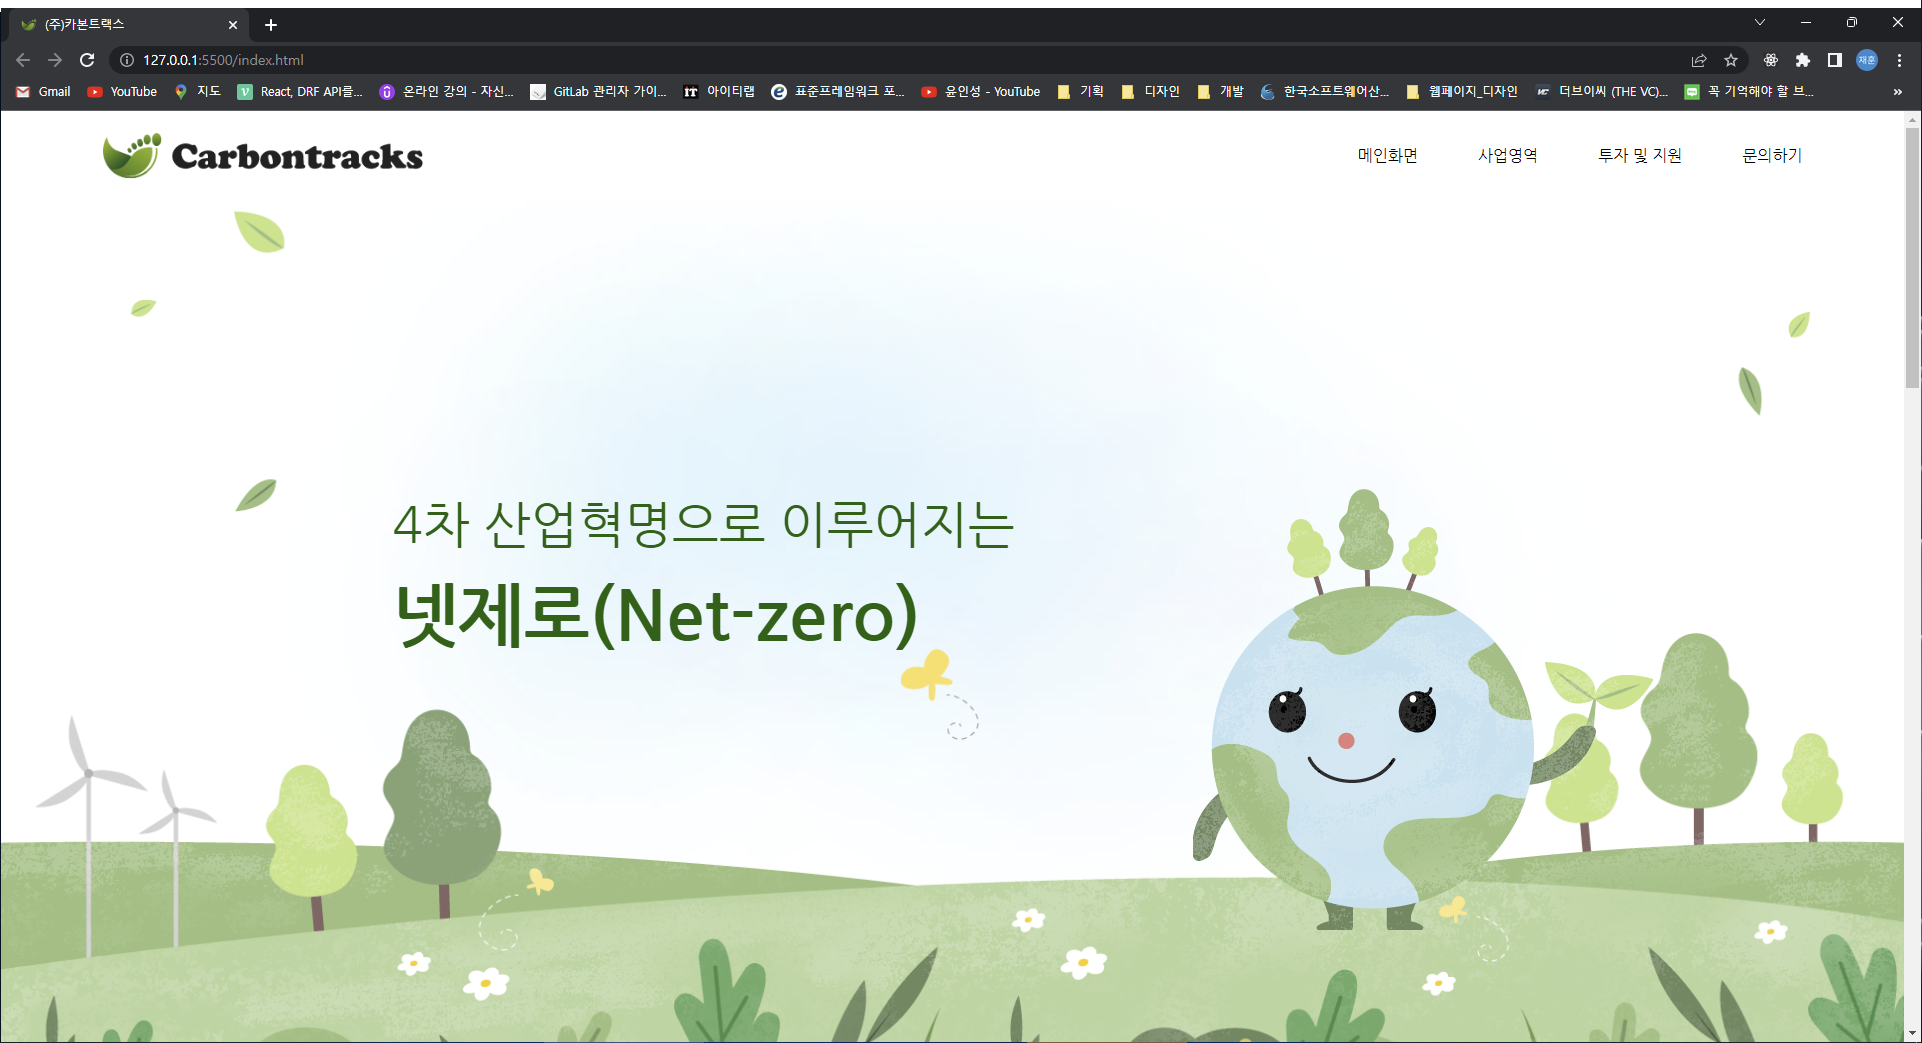 (주)카본트랙스
127.0.0.1:5500/index.html
재훈
Gmail
YouTube
지도
React, DRF API를...
온라인 강의 - 자신...
GitLab 관리자 가이...
아이티랩
표준프레임워크 포...
윤인성 - YouTube
기획
디자인
개발
한국소프트웨어산...
웹페이지_디자인
더브이씨 (THE VC)...
꼭 기억해야 할 브...
Carbontracks
메인화면
사업영역
투자 및 지원
문의하기
4차 산업혁명으로 이루어지는
넷제로(Net-zero)